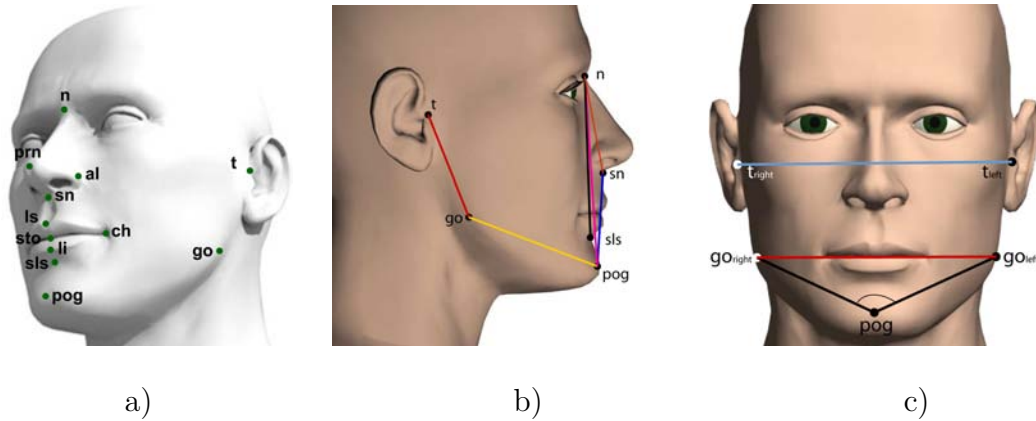 n
prn
al
t
sn
ls
sto
li
ch
sls
go
pog
a)
n
t
sn
go
sls
pog
b)
tright
tleft
goright
goleft
pog
c)